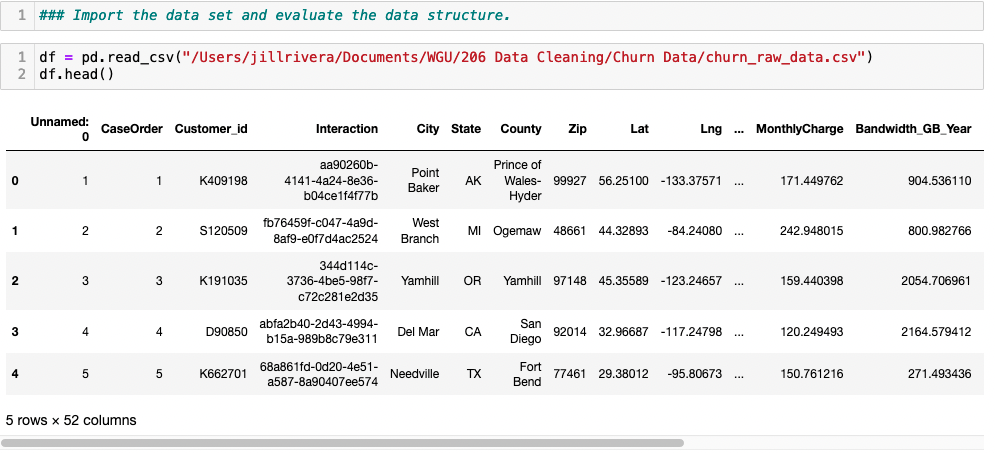 1 ### Import the data set and evaluate the data structure.
1 df = pd.read_csv("/Users/jillrivera/Documents/WGU/206 Data Cleaning/Churn Data/churn_raw_data.csv")
2 df.head()
Unnamed: 0 CaseOrder Customer_id Interaction City State County Zip Lat Lng ... MonthlyCharge Bandwidth_GB_Year
0 1 1 K409198 aa90260b-4141-4a24-8e36-b04ce1f4f77b Point Baker AK Prince of Wales-Hyder 99927 56.25100 -133.37571 ... 171.449762 904.536110
1 2 2 S120509 fb76459f-c047-4a9d-8af9-e0f7d4ac2524 West Branch MI Ogemaw 48661 44.32893 -84.24080 ... 242.948015 800.982766
2 3 3 K191035 344d114c-3736-4be5-98f7-c72c281e2d35 Yamhill OR Yamhill 97148 45.35589 -123.24657 ... 159.440398 2054.706961
3 4 4 D90850 abfa2b40-2d43-4994-b15a-989b8c79e311 Del Mar CA San Diego 92014 32.96687 -117.24798 ... 120.249493 2164.579412
4 5 5 K662701 68a861fd-0d20-4e51-a587-8a90407ee574 Needville TX Fort Bend 77461 29.38012 -95.80673 ... 150.761216 271.493436
5 rows × 52 columns